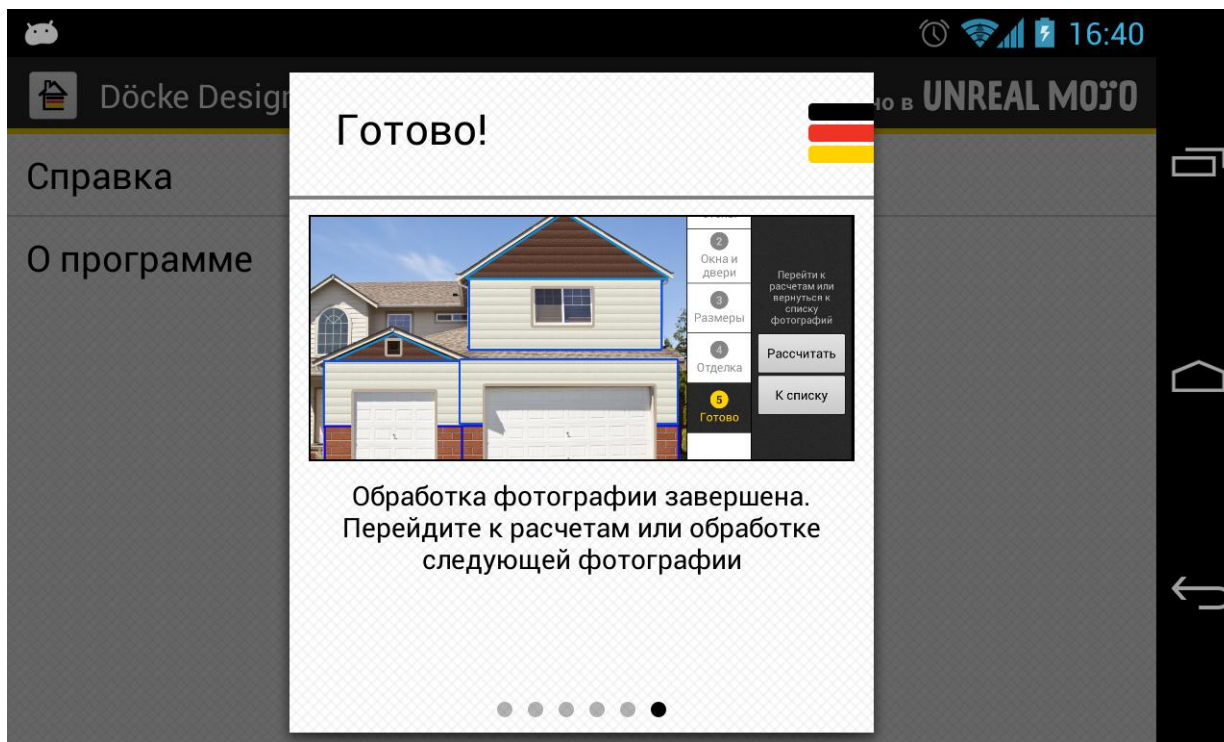 16:40
Döcke Design
но в UNREAL MOJO
Готово!
Справка
О программе
2
Окна и
двери
3
Размеры
4
Отделка
5
Готово
Перейти к
расчетам или
вернуться к
списку
фотографий
Рассчитать
К списку
Обработка фотографии завершена.
Перейдите к расчетам или обработке
следующей фотографии